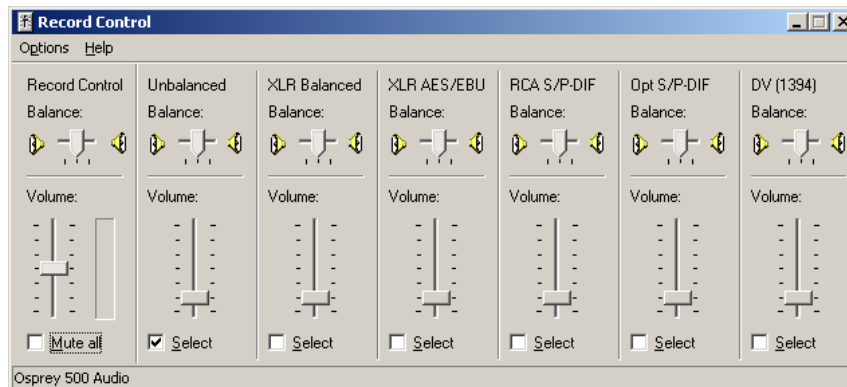 Record Control
Options Help
Record Control Unbalanced XLR Balanced XLR AES/EBU RCA S/P-DIF Opt S/P-DIF DV (1394)
Balance: Balance: Balance: Balance: Balance: Balance: Balance:
Volume: Volume: Volume: Volume: Volume: Volume: Volume:
Mute all Select Select Select Select Select Select
Osprey 500 Audio